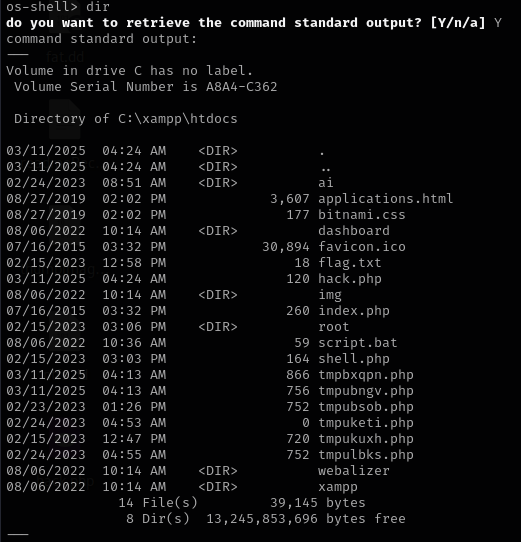 os-shell> dir
do you want to retrieve the command standard output? [Y/n/a] Y
command standard output:
---
Volume in drive C has no label.
 Volume Serial Number is A8A4-C362

 Directory of C:\xampp\htdocs

03/11/2025  04:24 AM    <DIR>          .
03/11/2025  04:24 AM    <DIR>          ..
02/24/2023  08:51 AM    <DIR>          ai
08/27/2019  02:02 PM             3,607 applications.html
08/27/2019  02:02 PM               177 bitnami.css
08/06/2022  10:14 AM    <DIR>          dashboard
07/16/2015  03:32 PM            30,894 favicon.ico
02/15/2023  12:58 PM                18 flag.txt
03/11/2025  04:24 AM               120 hack.php
08/06/2022  10:14 AM    <DIR>          img
07/16/2015  03:32 PM               260 index.php
02/15/2023  03:06 PM    <DIR>          root
08/06/2022  10:36 AM                59 script.bat
02/15/2023  03:03 PM               164 shell.php
03/11/2025  04:13 AM               866 tmpbxqpn.php
03/11/2025  04:13 AM               756 tmpubngv.php
02/23/2023  01:26 PM               752 tmpubsob.php
02/24/2023  04:53 AM                 0 tmpuketi.php
02/15/2023  12:47 PM               720 tmpukuxh.php
02/24/2023  04:55 AM               752 tmpulbks.php
08/06/2022  10:14 AM    <DIR>          webalizer
08/06/2022  10:14 AM    <DIR>          xampp
              14 File(s)         39,145 bytes
               8 Dir(s)  13,245,853,696 bytes free
---